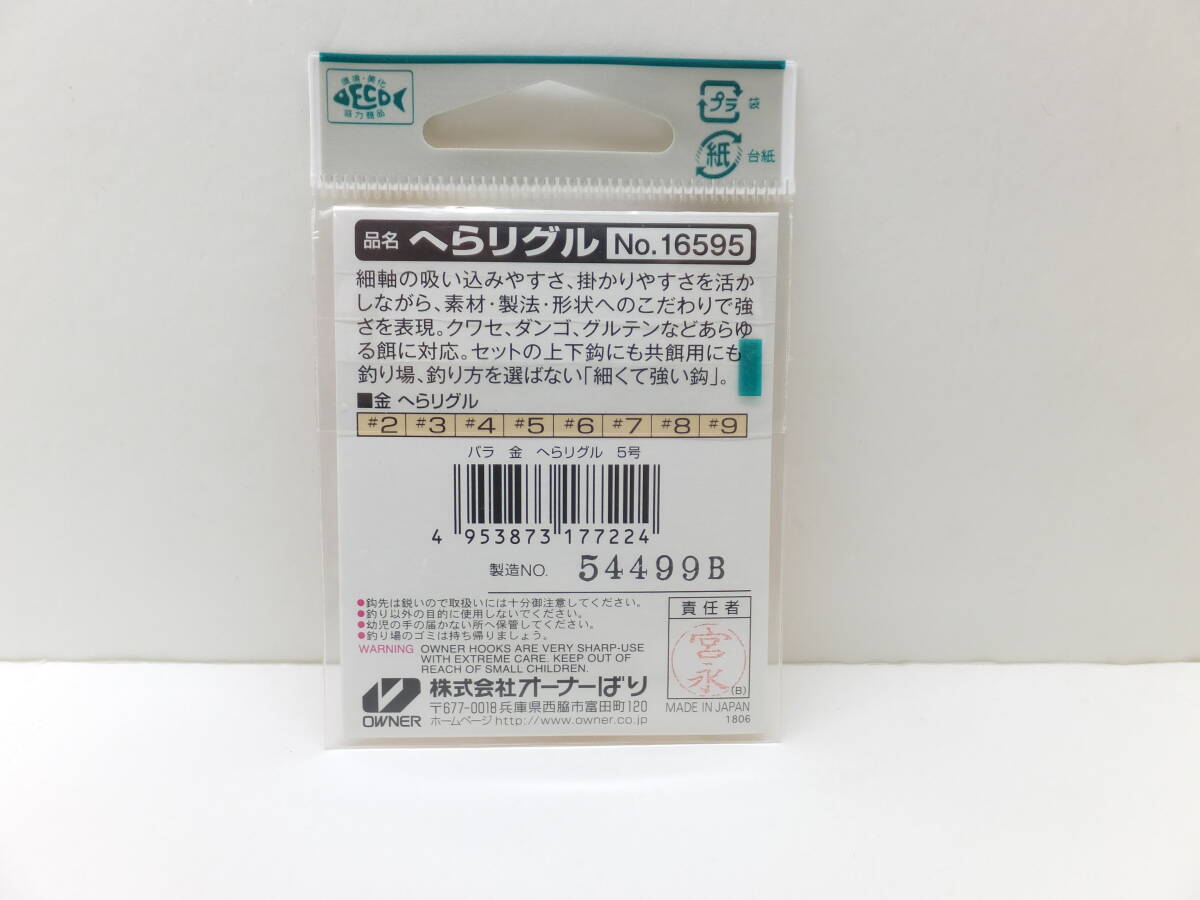 環境・美化
ECO
協力商品
プラ 袋
紙 台紙
品名 へらリグル No.16595
細軸の吸い込みやすさ、掛かりやすさを活か
しながら、素材・製法・形状へのこだわりで強
さを表現。クワセ、ダンゴ、グルテンなどあらゆ
る餌に対応。セットの上下鈎にも共餌用にも
釣り場、釣り方を選ばない「細くて強い鈎」。
■金 へらリグル
#2 #3 #4 #5 #6 #7 #8 #9
バラ 金 へらリグル 5号
4 953873 177224
製造NO. 54499B
●鈎先は鋭いので取扱いには十分御注意してください。
●釣り以外の目的に使用しないでください。
●幼児の手の届かない所へ保管してください。
●釣り場のゴミは持ち帰りましょう。
WARNING OWNER HOOKS ARE VERY SHARP-USE
WITH EXTREME CARE. KEEP OUT OF
REACH OF SMALL CHILDREN.
責任者
宮永
(B)
OWNER
株式会社オーナーばり
〒677-0018 兵庫県西脇市富田町120
ホームページ http://www.owner.co.jp
MADE IN JAPAN
1806